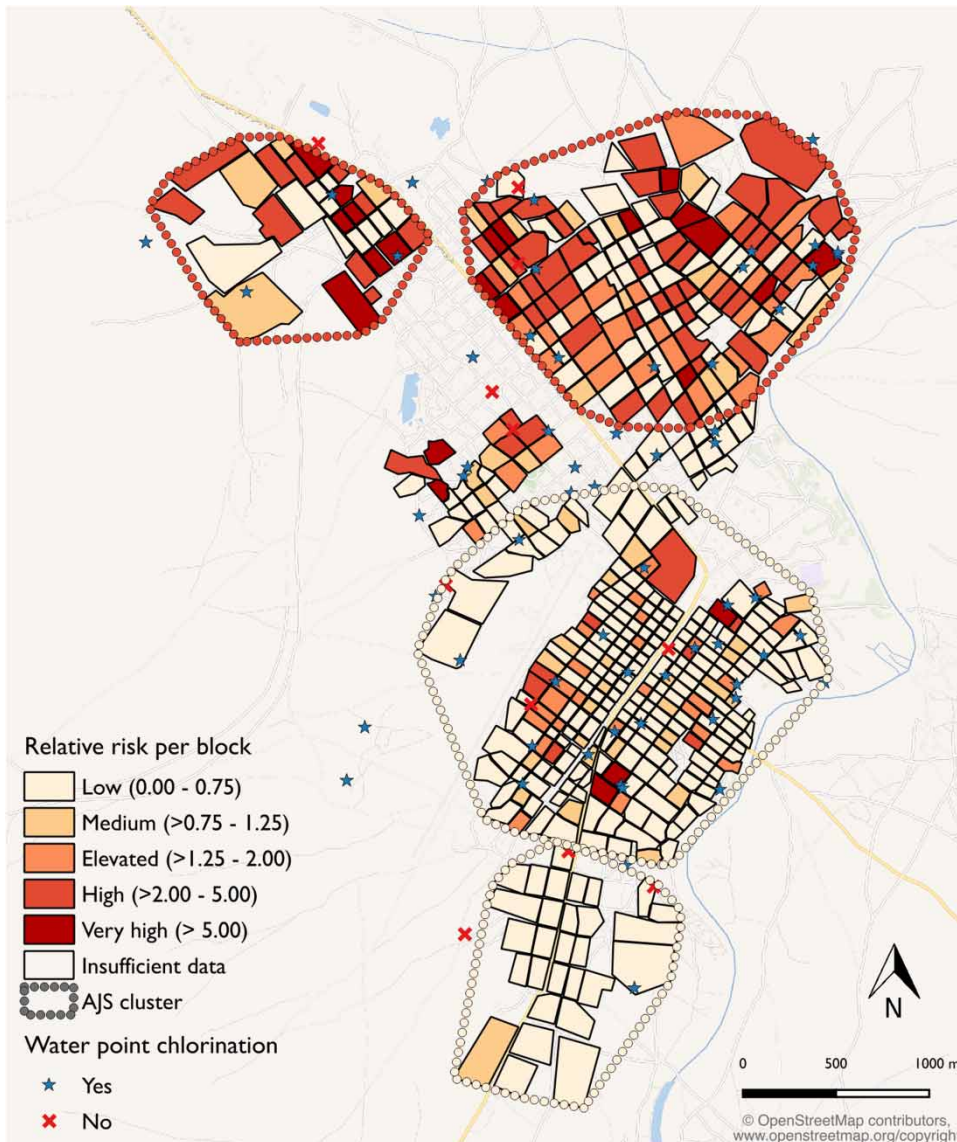 Relative risk per block
Low (0.00 - 0.75)
Medium (>0.75 - 1.25)
Elevated (>1.25 - 2.00)
High (>2.00 - 5.00)
Very high (> 5.00)
Insufficient data
AJS cluster
Water point chlorination
Yes
No
N
0 500 1000 m
© OpenStreetMap contributors,
www.openstreetmap.org/copyright